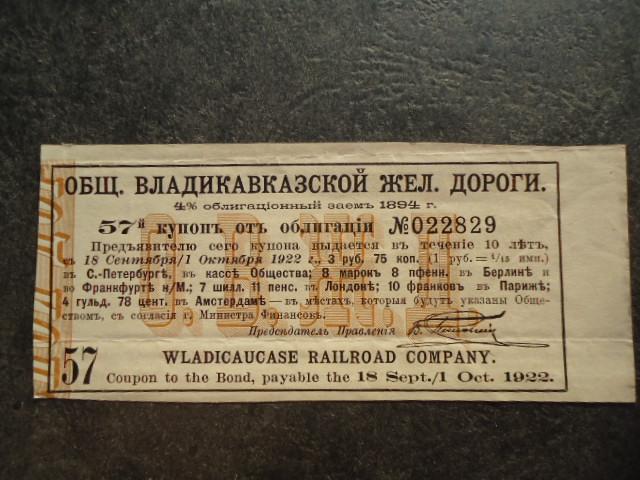 ОБЩ. ВЛАДИКАВКАЗСКОЙ ЖЕЛ. ДОРОГИ.
4% облигаціонный заемъ 1894 г.
57й купонъ отъ облигаціи №022829
Предъявителю сего купона выдается въ теченіе 10 лѣтъ,
съ 18 Сентября/1 Октября 1922 г., 3 руб. 75 коп. (1 руб. = 1/15 имп.)
въ С.-Петербургѣ, въ кассѣ Общества; 8 марокъ 8 пфенн. въ Берлинѣ и
во Франкфуртѣ н/М.; 7 шилл. 11 пенс. въ Лондонѣ; 10 франковъ въ Парижѣ;
4 гульд. 78 цент. въ Амстердамѣ — въ мѣстахъ, которыя будутъ указаны Обще-
ствомъ, съ согласія г. Министра Финансовъ.
Предсѣдатель Правленія
57
WLADICAUCASE RAILROAD COMPANY.
Coupon to the Bond, payable the 18 Sept./1 Oct. 1922.